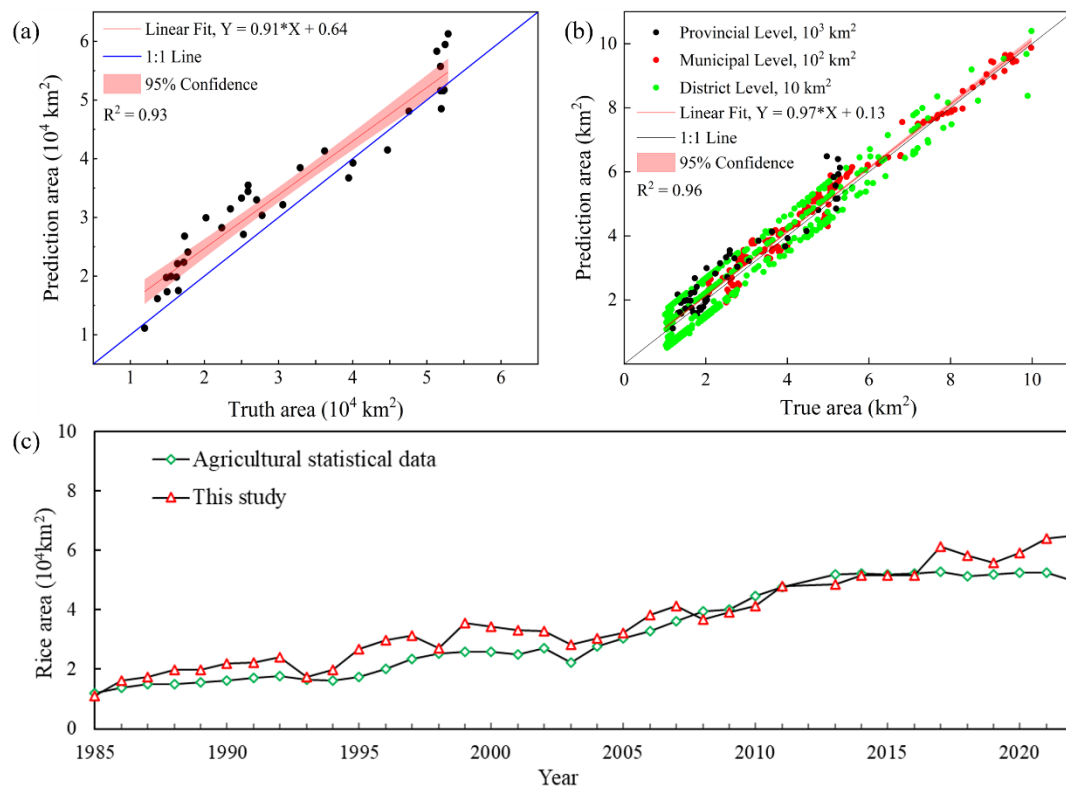 (a)
Linear Fit, Y = 0.91*X + 0.64
1:1 Line
95% Confidence
R² = 0.93
6
5
4
3
2
1
Prediction area (10⁴ km²)
1 2 3 4 5 6
Truth area (10⁴ km²)
(b)
Provincial Level, 10³ km²
Municipal Level, 10² km²
District Level, 10 km²
Linear Fit, Y = 0.97*X + 0.13
1:1 Line
95% Confidence
R² = 0.96
10
8
6
4
2
Prediction area (km²)
0 2 4 6 8 10
True area (km²)
(c)
Agricultural statistical data
This study
10
8
6
4
2
0
Rice area (10⁴km²)
1985 1990 1995 2000 2005 2010 2015 2020
Year